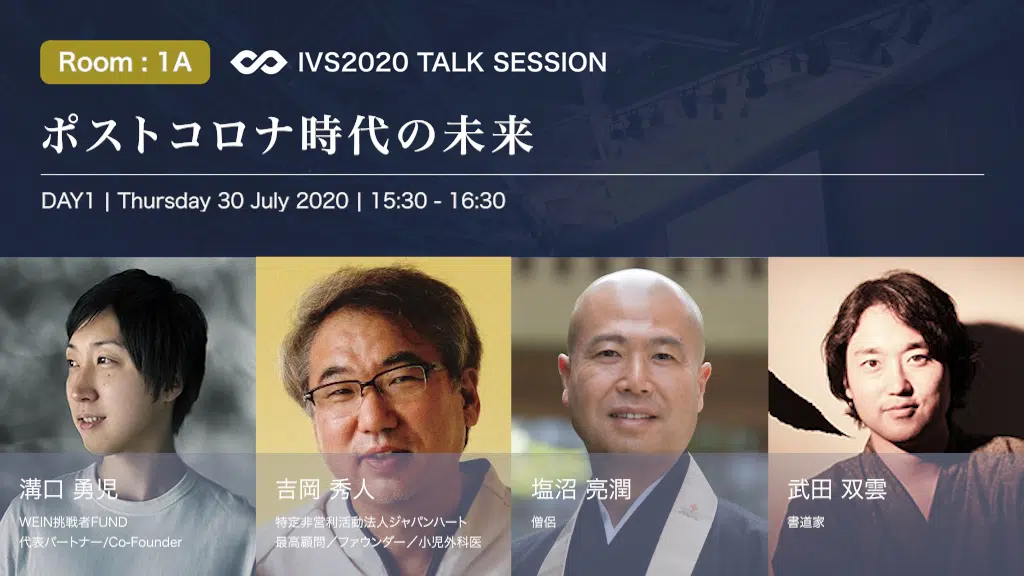 Room : 1A
IVS2020 TALK SESSION
ポストコロナ時代の未来
DAY1 | Thursday 30 July 2020 | 15:30 - 16:30
溝口 勇児
WEIN挑戦者FUND
代表パートナー/Co-Founder
吉岡 秀人
特定非営利活動法人ジャパンハート
最高顧問／ファウンダー／小児外科医
塩沼 亮潤
僧侶
武田 双雲
書道家